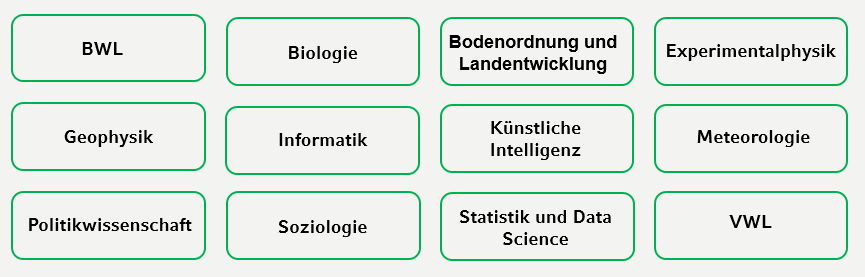 BWL
Biologie
Bodenordnung und
Landentwicklung
Experimentalphysik
Geophysik
Informatik
Künstliche
Intelligenz
Meteorologie
Politikwissenschaft
Soziologie
Statistik und Data
Science
VWL